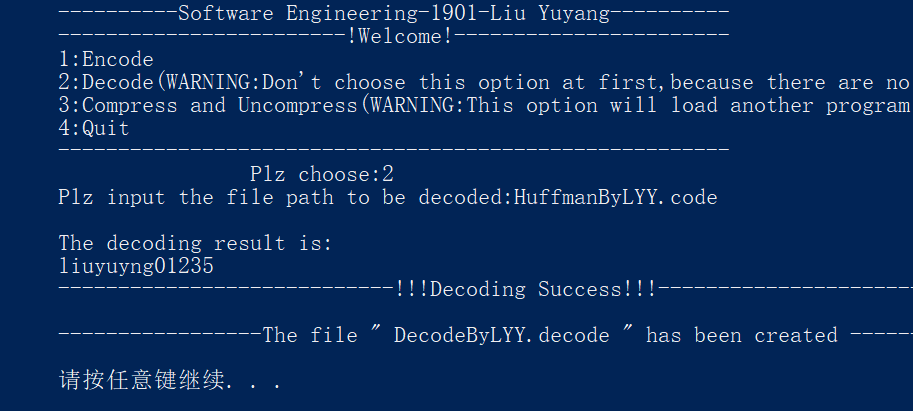 ----------Software Engineering-1901-Liu Yuyang----------
------------------------!Welcome!-----------------------
1:Encode
2:Decode(WARNING:Don't choose this option at first,because there are no
3:Compress and Uncompress(WARNING:This option will load another program
4:Quit
--------------------------------------------------------
Plz choose:2
Plz input the file path to be decoded:HuffmanByLYY.code
The decoding result is:
liuyuyng01235
----------------------------!!!Decoding Success!!!---------------------
-----------------The file " DecodeByLYY.decode " has been created -----
请按任意键继续. . .